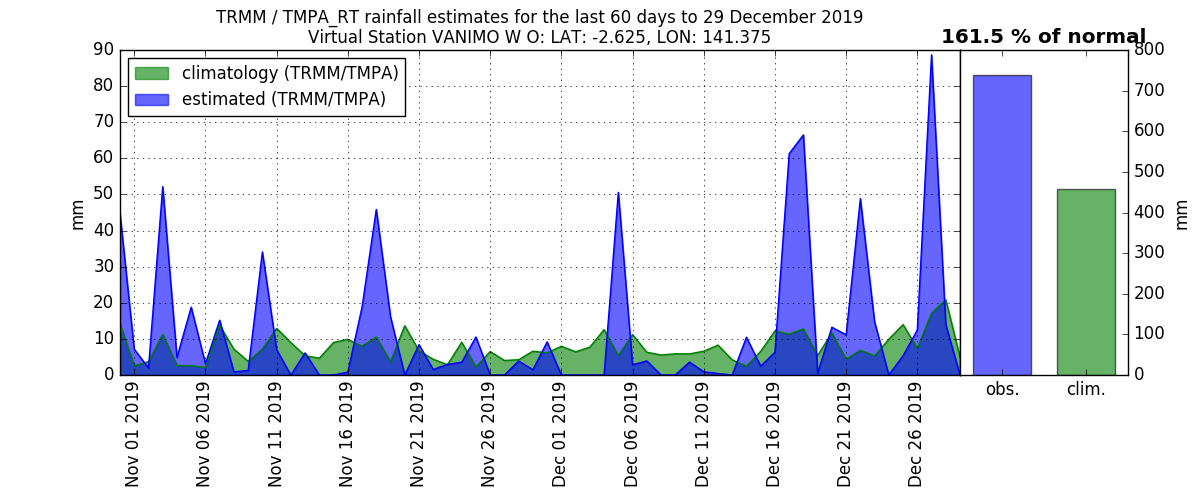 TRMM / TMPA_RT rainfall estimates for the last 60 days to 29 December 2019
Virtual Station VANIMO W O: LAT: -2.625, LON: 141.375
161.5 % of normal
climatology (TRMM/TMPA)
estimated (TRMM/TMPA)
90
80
70
60
50
40
30
20
10
0
mm
Nov 01 2019
Nov 06 2019
Nov 11 2019
Nov 16 2019
Nov 21 2019
Nov 26 2019
Dec 01 2019
Dec 06 2019
Dec 11 2019
Dec 16 2019
Dec 21 2019
Dec 26 2019
obs.
clim.
800
700
600
500
400
300
200
100
0
mm